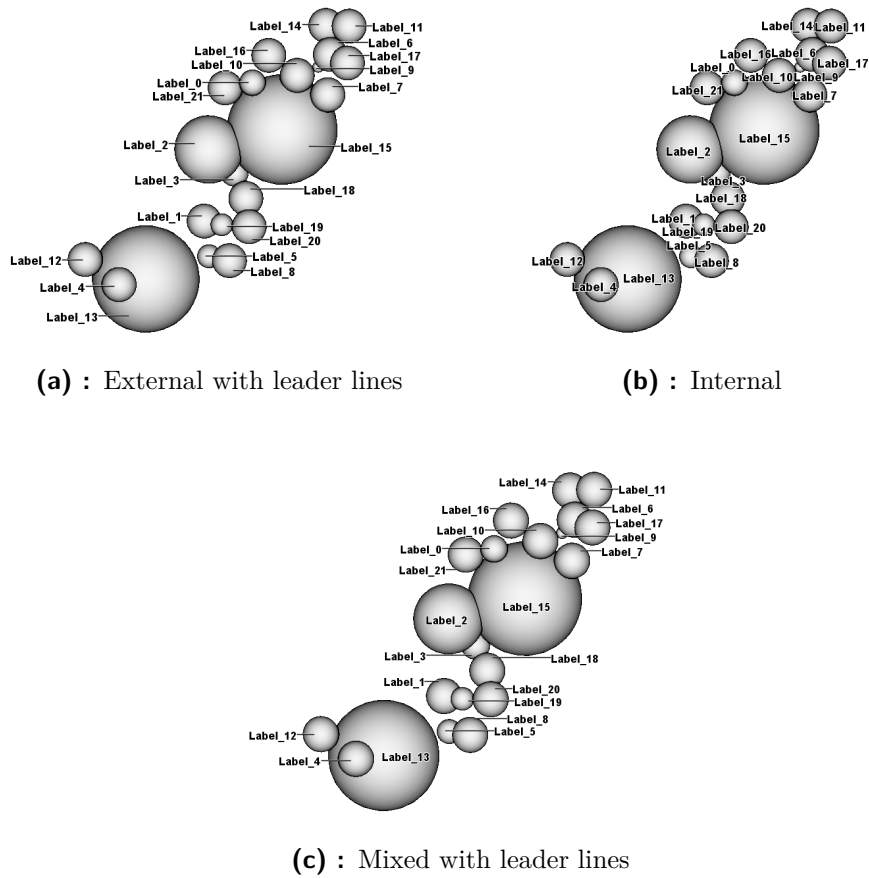 Label_14
Label_11
Label_16
Label_6
Label_17
Label_10
Label_9
Label_0
Label_7
Label_21
Label_2
Label_15
Label_3
Label_18
Label_1
Label_19
Label_20
Label_12
Label_5
Label_8
Label_4
Label_13
(a) : External with leader lines
Label_14
Label_11
Label_16
Label_6
Label_17
Label_0
Label_10
Label_9
Label_21
Label_7
Label_15
Label_2
Label_3
Label_18
Label_1
Label_19
Label_20
Label_5
Label_12
Label_8
Label_13
Label_4
(b) : Internal
Label_14
Label_11
Label_16
Label_6
Label_17
Label_10
Label_9
Label_0
Label_7
Label_21
Label_15
Label_2
Label_3
Label_18
Label_1
Label_20
Label_19
Label_8
Label_12
Label_5
Label_4
Label_13
(c) : Mixed with leader lines